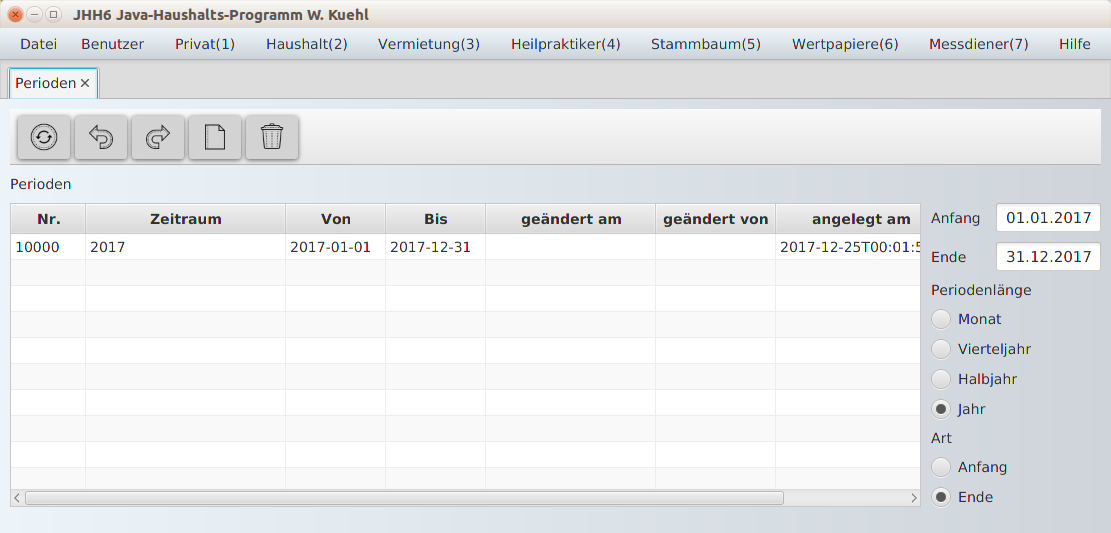 JHH6 Java-Haushalts-Programm W. Kuehl
Datei Benutzer Privat(1) Haushalt(2) Vermietung(3) Heilpraktiker(4) Stammbaum(5) Wertpapiere(6) Messdiener(7) Hilfe
Perioden
Perioden
Nr. Zeitraum Von Bis geändert am geändert von angelegt am
10000 2017 2017-01-01 2017-12-31 2017-12-25T00:01:5
Anfang 01.01.2017
Ende 31.12.2017
Periodenlänge
Monat
Vierteljahr
Halbjahr
Jahr
Art
Anfang
Ende